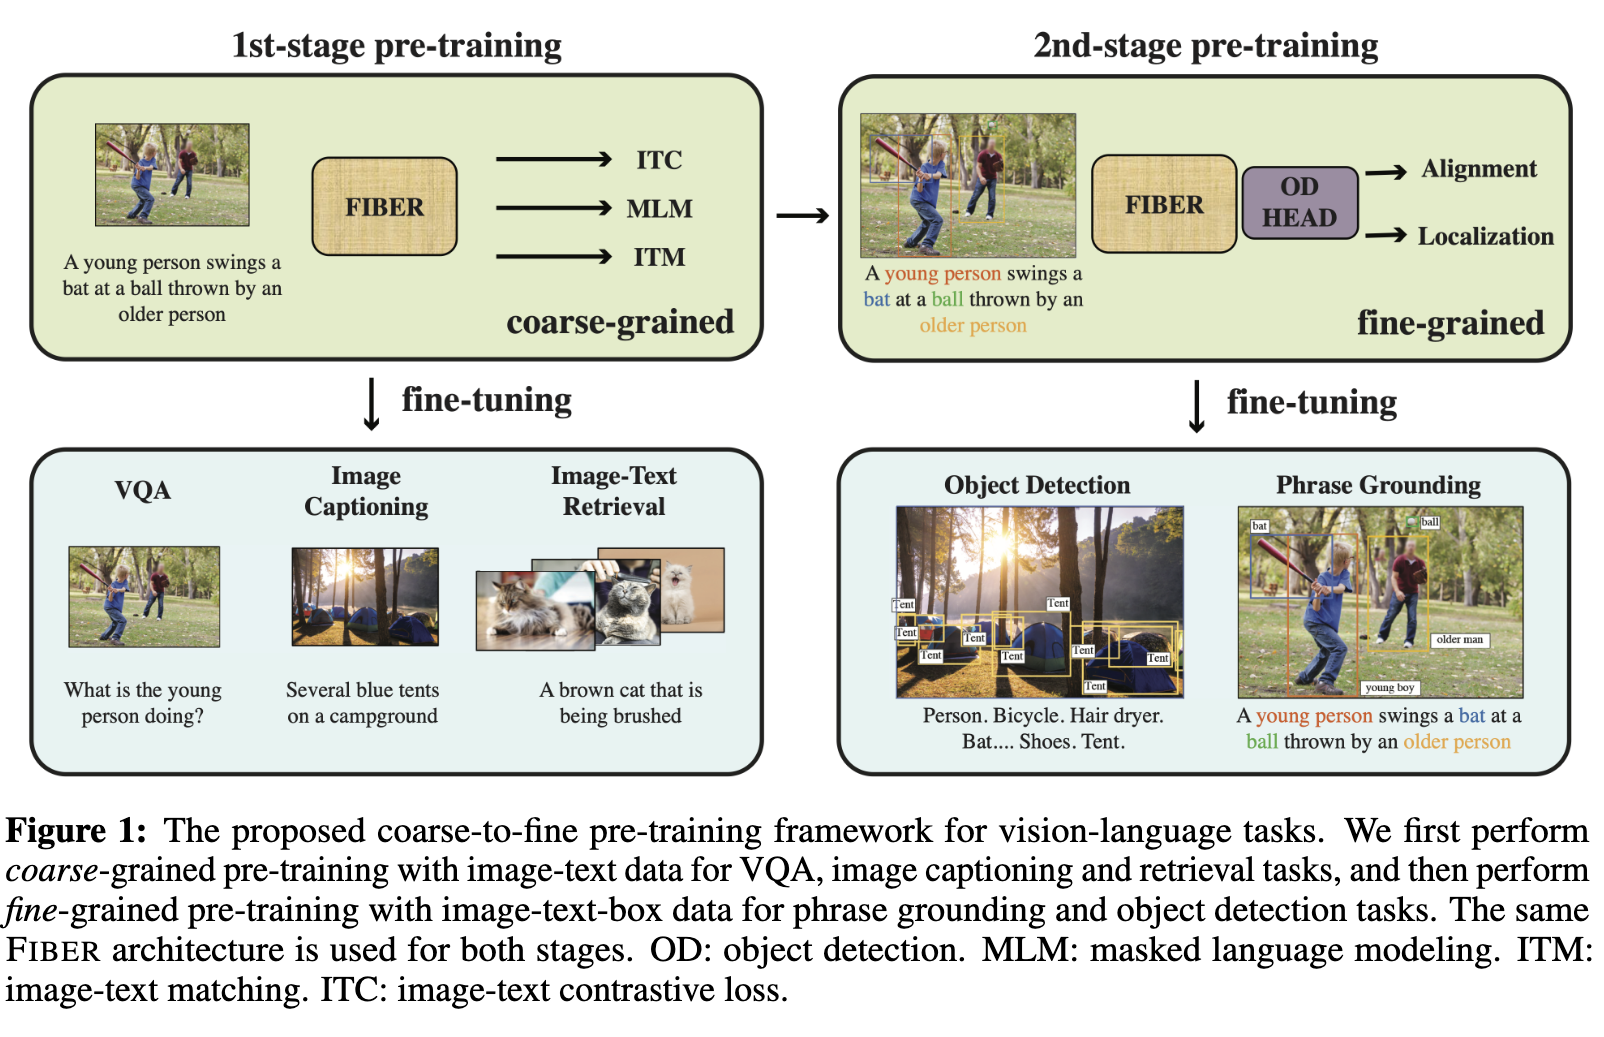 1st-stage pre-training
A young person swings a
bat at a ball thrown by an
older person
FIBER
ITC
MLM
ITM
coarse-grained
2nd-stage pre-training
A young person swings a
bat at a ball thrown by an
older person
FIBER
OD
HEAD
Alignment
Localization
fine-grained
fine-tuning
fine-tuning
VQA
What is the young
person doing?
Image
Captioning
Several blue tents
on a campground
Image-Text
Retrieval
A brown cat that is
being brushed
Object Detection
Tent
Tent
Tent
Tent
Tent
Tent
Tent
Tent
Tent
Person. Bicycle. Hair dryer.
Bat.... Shoes. Tent.
Phrase Grounding
bat
ball
older man
young boy
A young person swings a bat at a
ball thrown by an older person
Figure 1: The proposed coarse-to-fine pre-training framework for vision-language tasks. We first perform
coarse-grained pre-training with image-text data for VQA, image captioning and retrieval tasks, and then perform
fine-grained pre-training with image-text-box data for phrase grounding and object detection tasks. The same
FIBER architecture is used for both stages. OD: object detection. MLM: masked language modeling. ITM:
image-text matching. ITC: image-text contrastive loss.